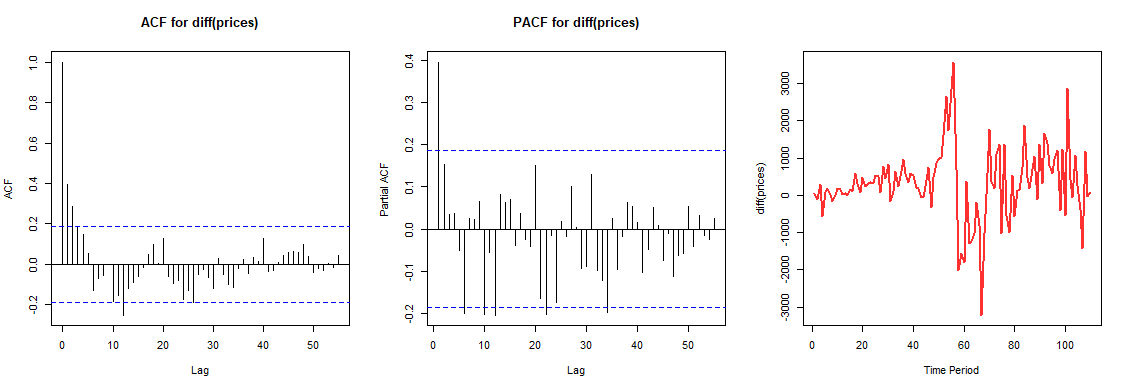 ACF for diff(prices)
ACF
1.0
0.8
0.6
0.4
0.2
0.0
-0.2
0 10 20 30 40 50
Lag
PACF for diff(prices)
Partial ACF
0.4
0.3
0.2
0.1
0.0
-0.1
-0.2
0 10 20 30 40 50
Lag
diff(prices)
3000
2000
1000
0
-1000
-2000
-3000
0 20 40 60 80 100
Time Period